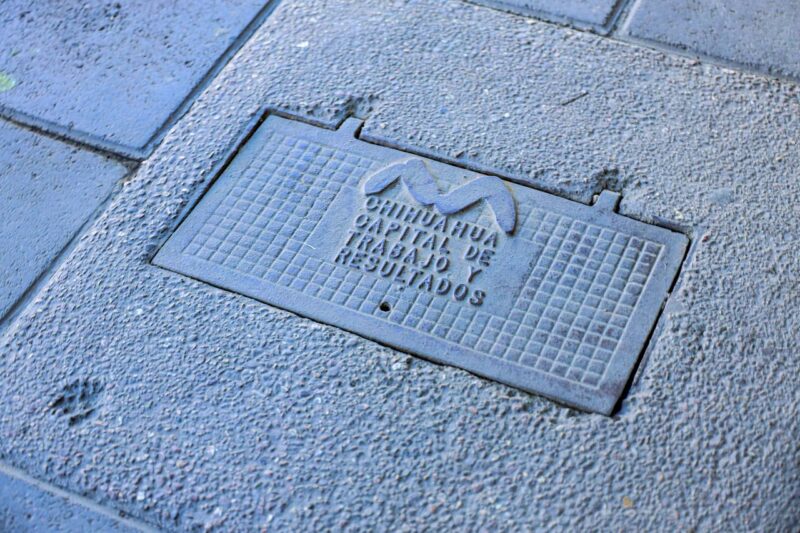 CHIHUAHUA
CAPITAL DE
TRABAJO Y
RESULTADOS